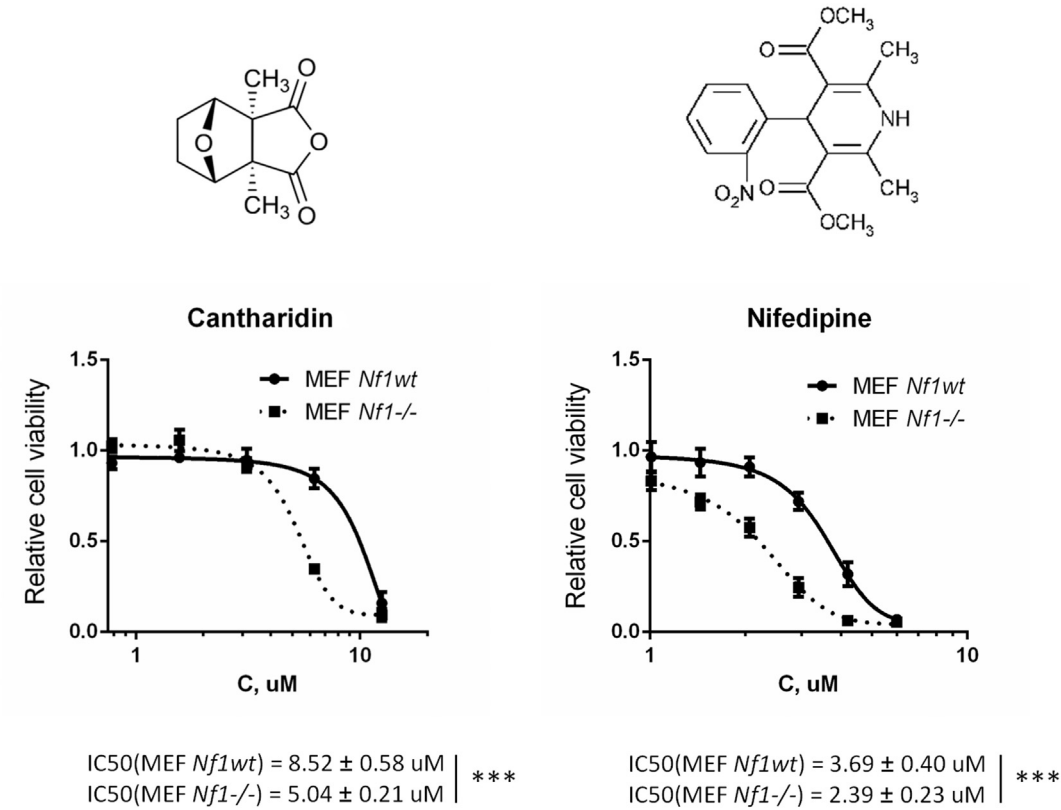 CH₃
O
O
O
O
CH₃
OCH₃
O
CH₃
NH
O₂N
O
CH₃
OCH₃
Cantharidin
1.5
1.0
0.5
0.0
Relative cell viability
MEF Nf1wt
MEF Nf1-/-
1
10
C, uM
IC50(MEF Nf1wt) = 8.52 ± 0.58 uM
IC50(MEF Nf1-/-) = 5.04 ± 0.21 uM
***
Nifedipine
1.5
1.0
0.5
0.0
Relative cell viability
MEF Nf1wt
MEF Nf1-/-
1
10
C, uM
IC50(MEF Nf1wt) = 3.69 ± 0.40 uM
IC50(MEF Nf1-/-) = 2.39 ± 0.23 uM
***